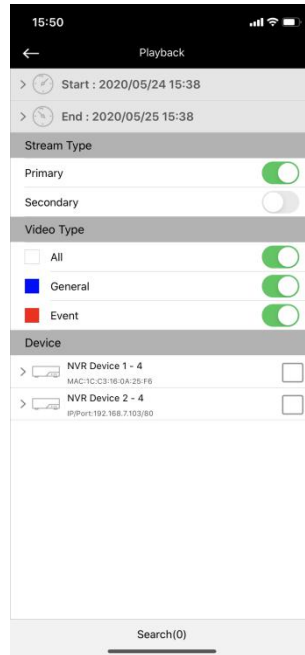 15:50
Playback
Start : 2020/05/24 15:38
End : 2020/05/25 15:38
Stream Type
Primary
Secondary
Video Type
All
General
Event
Device
NVR Device 1 - 4
MAC:1C:C3:16:0A:25:F6
NVR Device 2 - 4
IP/Port:192.168.7.103/80
Search(0)